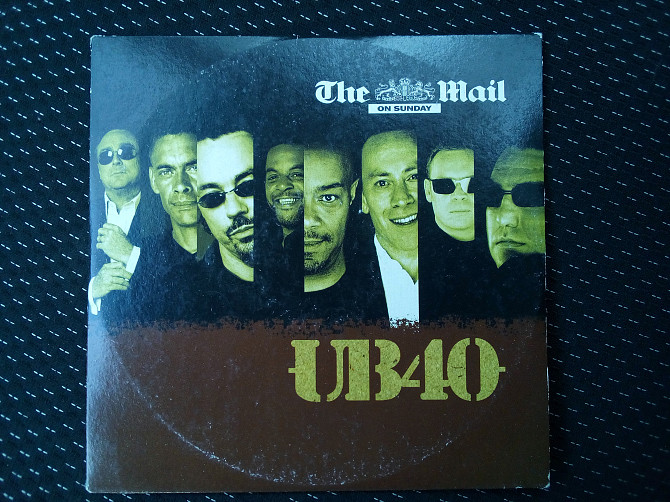 The Mail
ON SUNDAY
UB40